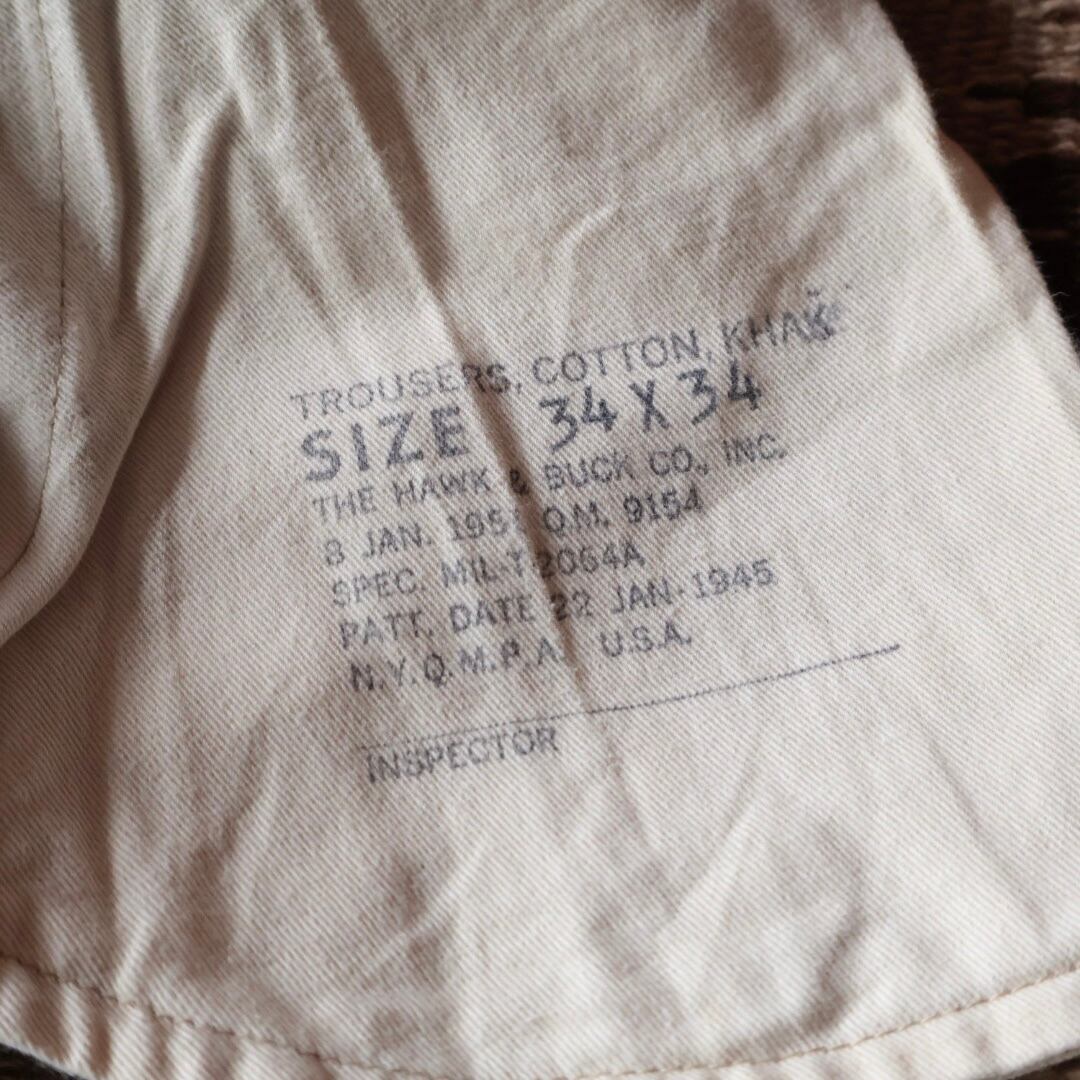 TROUSERS, COTTON, KHAKI
SIZE 34 X 34
THE HAWK & BUCK CO., INC.
8 JAN. Q.M. 9154
SPEC. MIL-T-2064A
PATT. DATE 22 JAN. 1945
N.Y.Q.M.P.A. U.S.A.
INSPECTOR